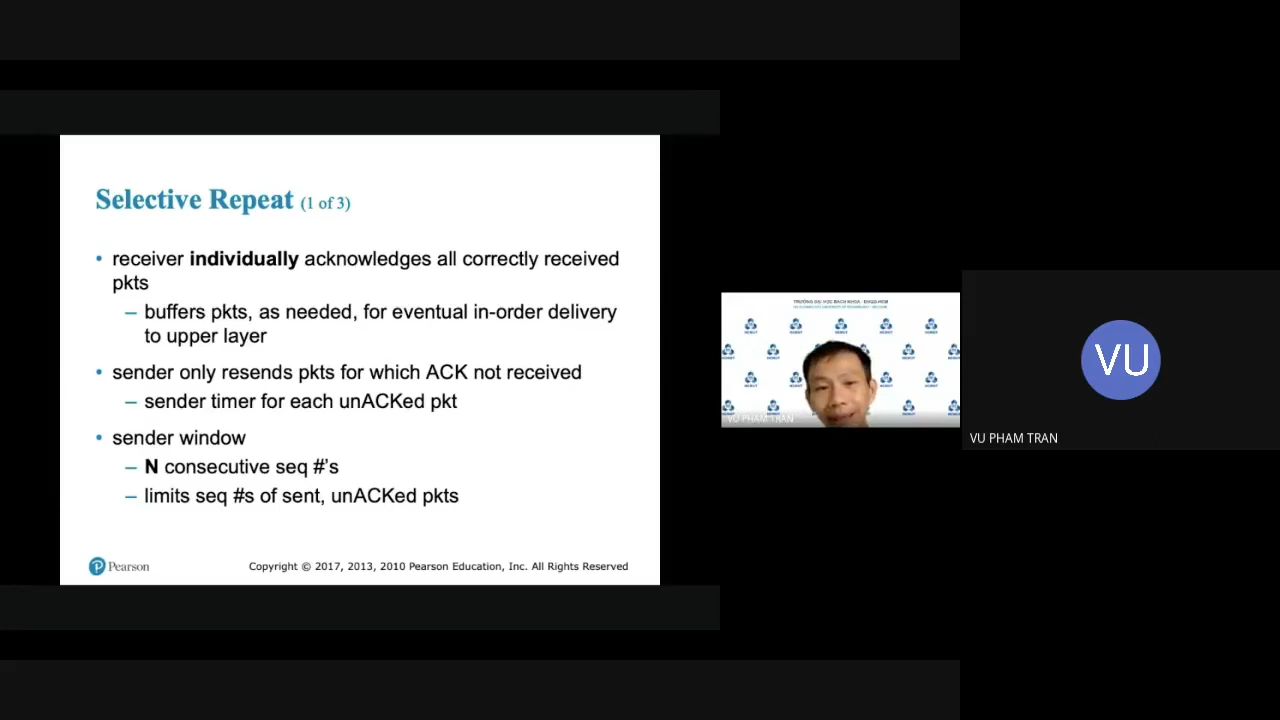 Selective Repeat (1 of 3)
• receiver individually acknowledges all correctly received
pkts
– buffers pkts, as needed, for eventual in-order delivery
to upper layer
• sender only resends pkts for which ACK not received
– sender timer for each unACKed pkt
• sender window
– N consecutive seq #'s
– limits seq #s of sent, unACKed pkts
Pearson
Copyright © 2017, 2013, 2010 Pearson Education, Inc. All Rights Reserved
VU PHAM TRAN
VU
VU PHAM TRAN